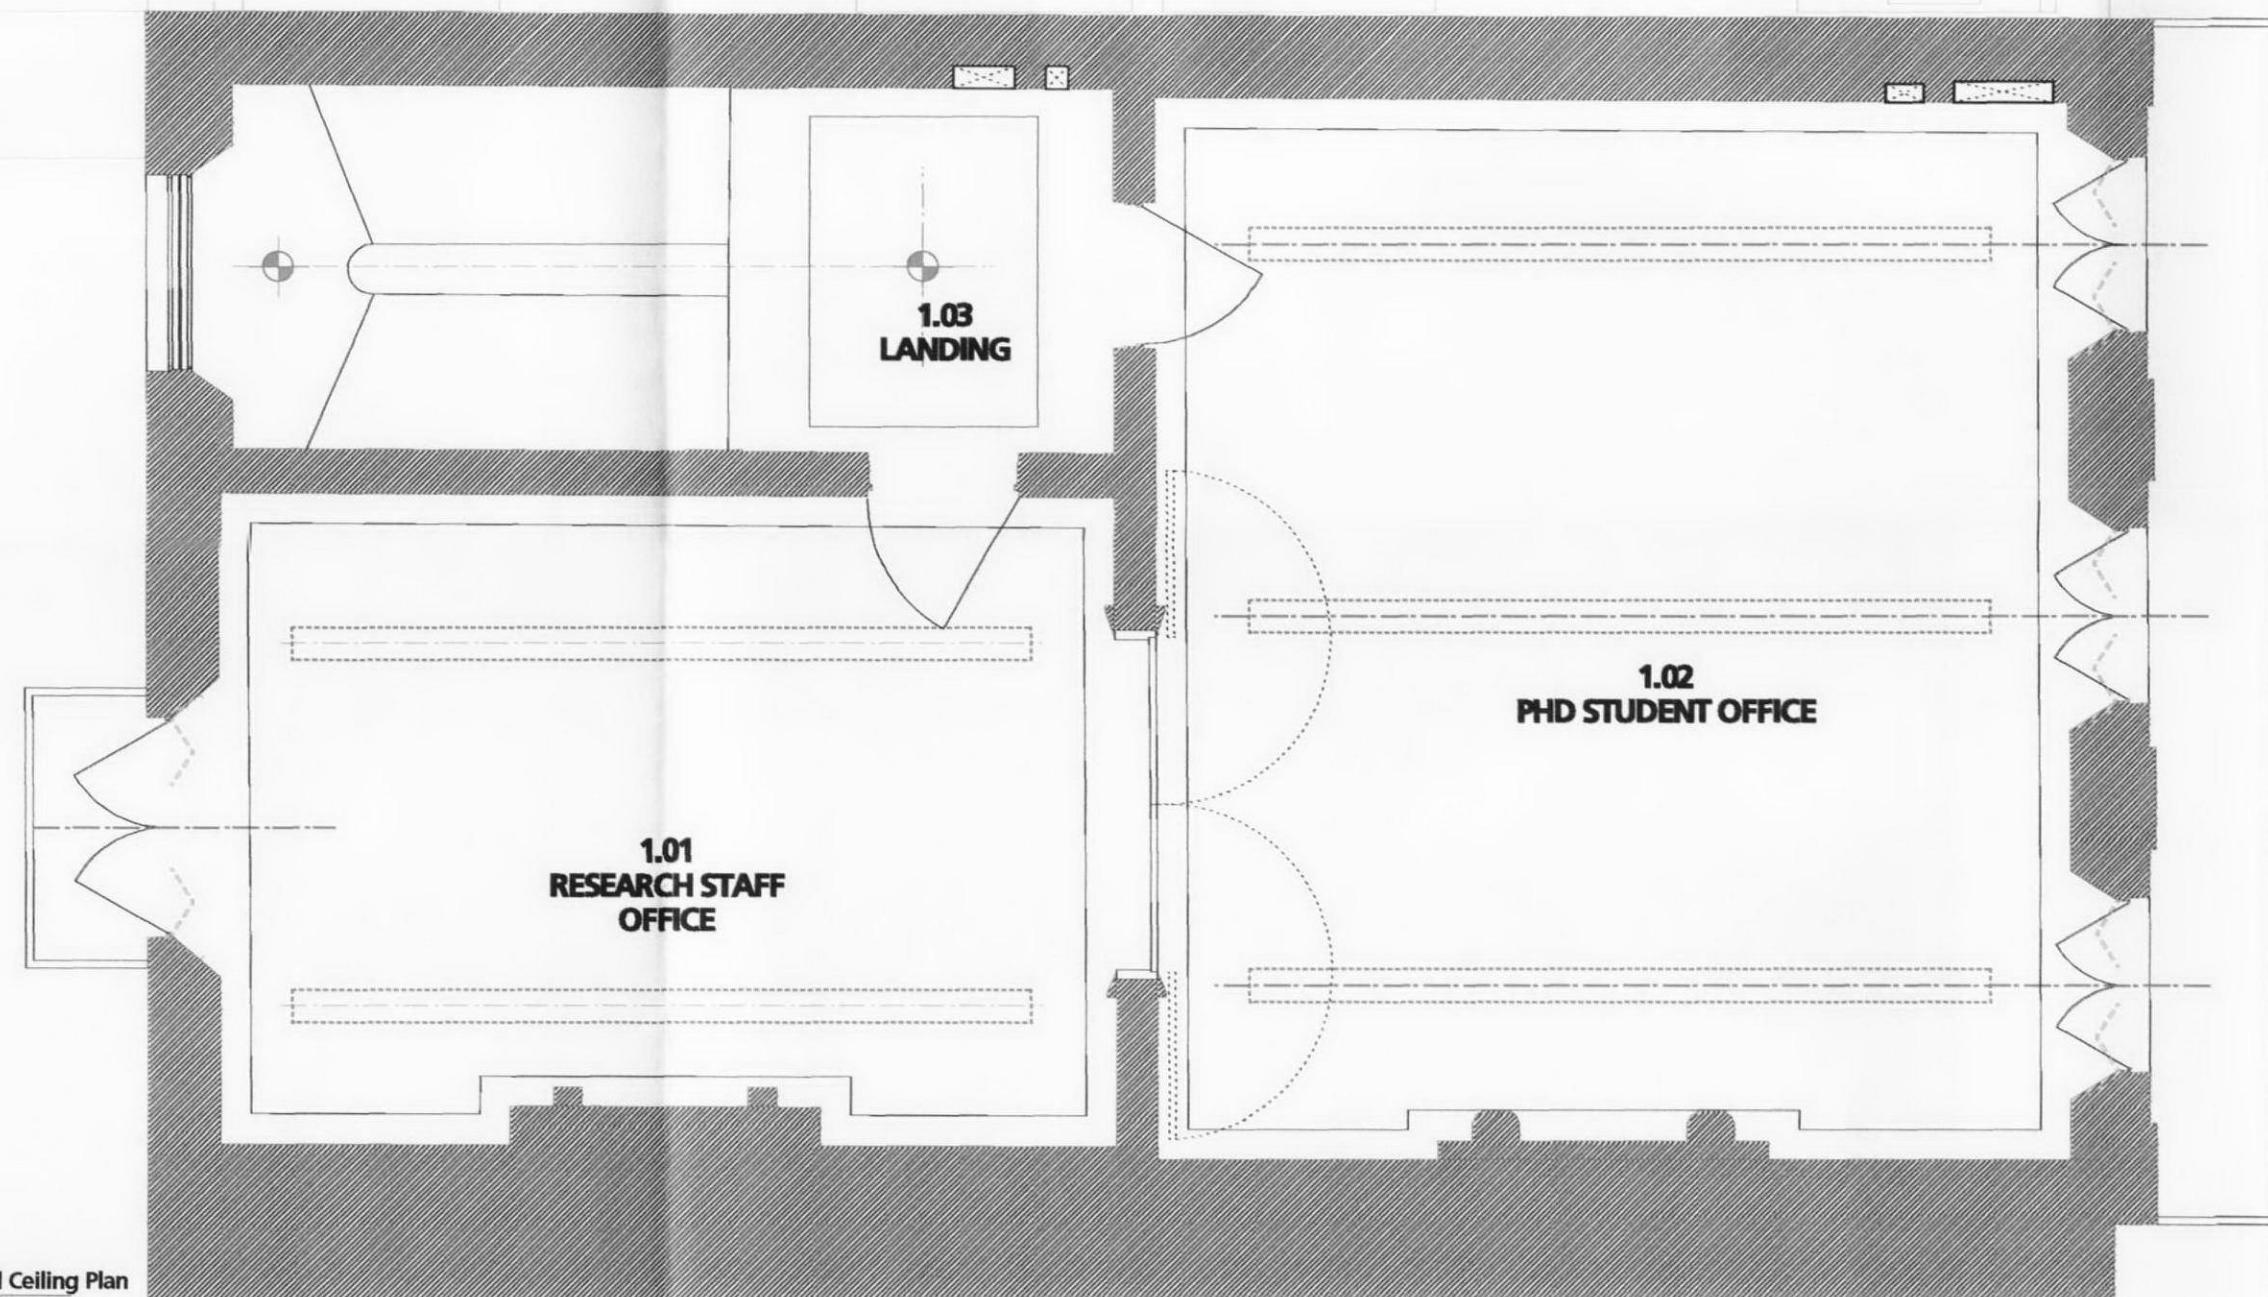 1.03
LANDING
1.02
PHD STUDENT OFFICE
1.01
RESEARCH STAFF
OFFICE
Ceiling Plan